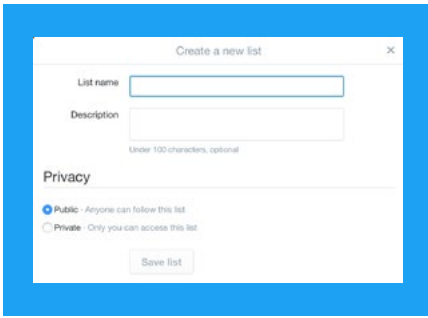 Create a new list ×
List name
Description
Under 100 characters, optional
Privacy
Public · Anyone can follow this list
Private · Only you can access this list
Save list